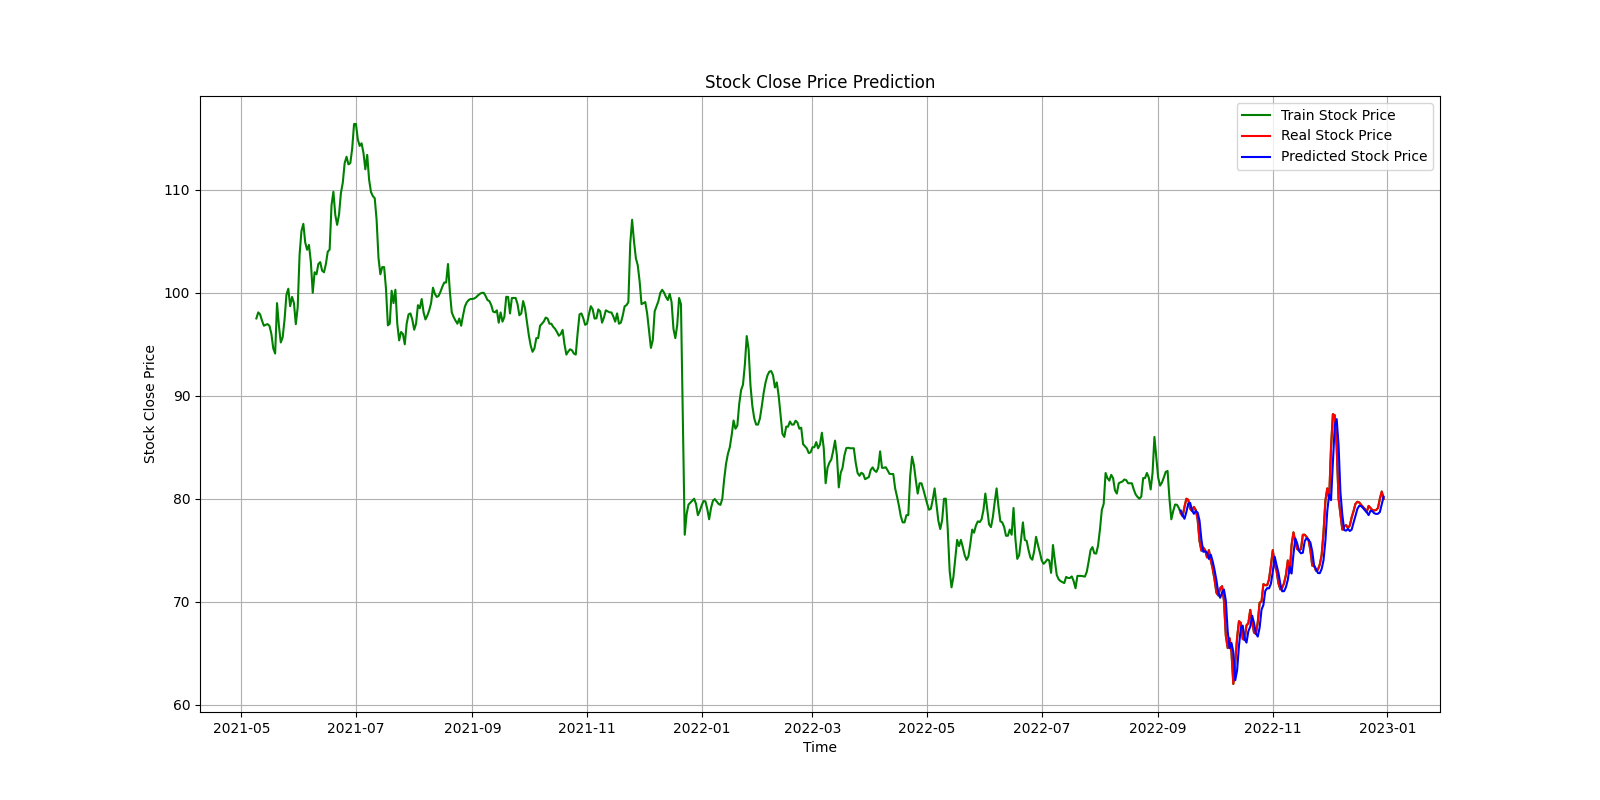 Stock Close Price Prediction
Train Stock Price
Real Stock Price
Predicted Stock Price
Stock Close Price
110
100
90
80
70
60
2021-05 2021-07 2021-09 2021-11 2022-01 2022-03 2022-05 2022-07 2022-09 2022-11 2023-01
Time